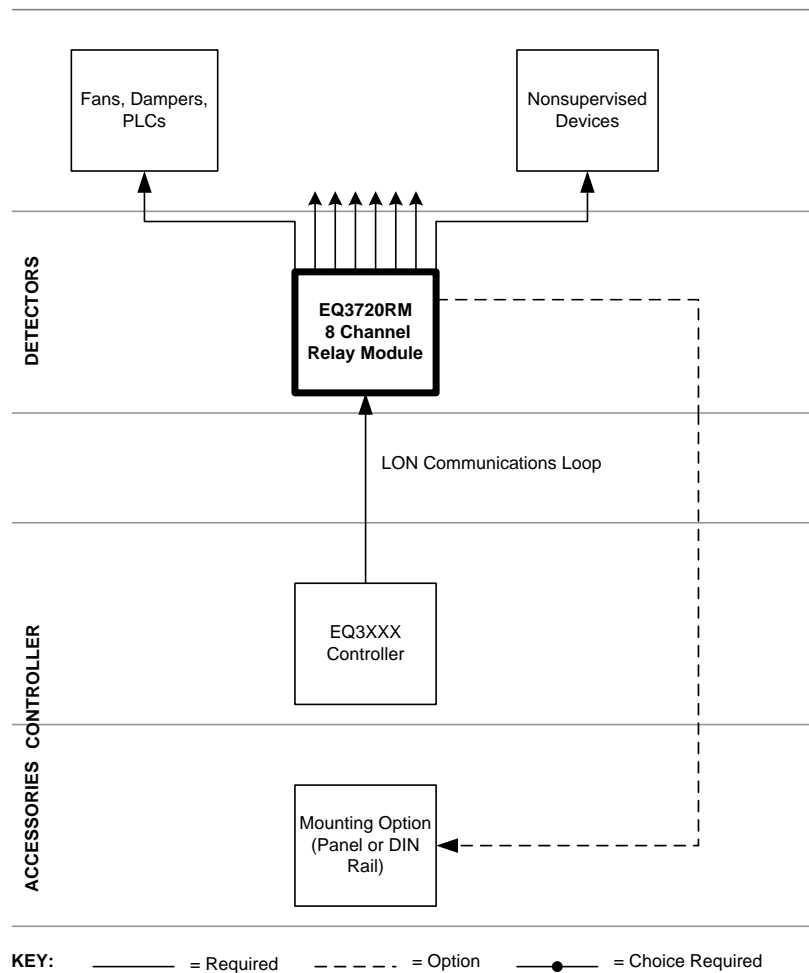 Fans, Dampers,
PLCs
Nonsupervised
Devices
DETECTORS
EQ3720RM
8 Channel
Relay Module
LON Communications Loop
CONTROLLER
EQ3XXX
Controller
ACCESSORIES
Mounting Option
(Panel or DIN
Rail)
KEY:
= Required
= Option
= Choice Required